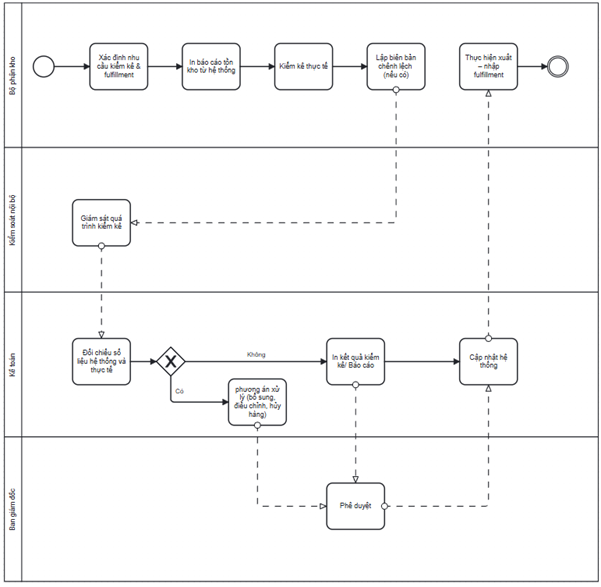 Bộ phận kho
Xác định nhu
cầu kiểm kê &
fulfillment
In báo cáo tồn
kho từ hệ thống
Kiểm kê thực tế
Lập biên bản
chênh lệch
(nếu có)
Thực hiện xuất
– nhập
fulfillment
Kiểm soát nội bộ
Giám sát quá
trình kiểm kê
Kế toán
Đối chiếu số
liệu hệ thống và
thực tế
Không
Có
In kết quả kiểm
kê/ Báo cáo
Cập nhật hệ
thống
phương án xử
lý (bổ sung,
điều chỉnh, hủy
hàng)
Ban giám đốc
Phê duyệt